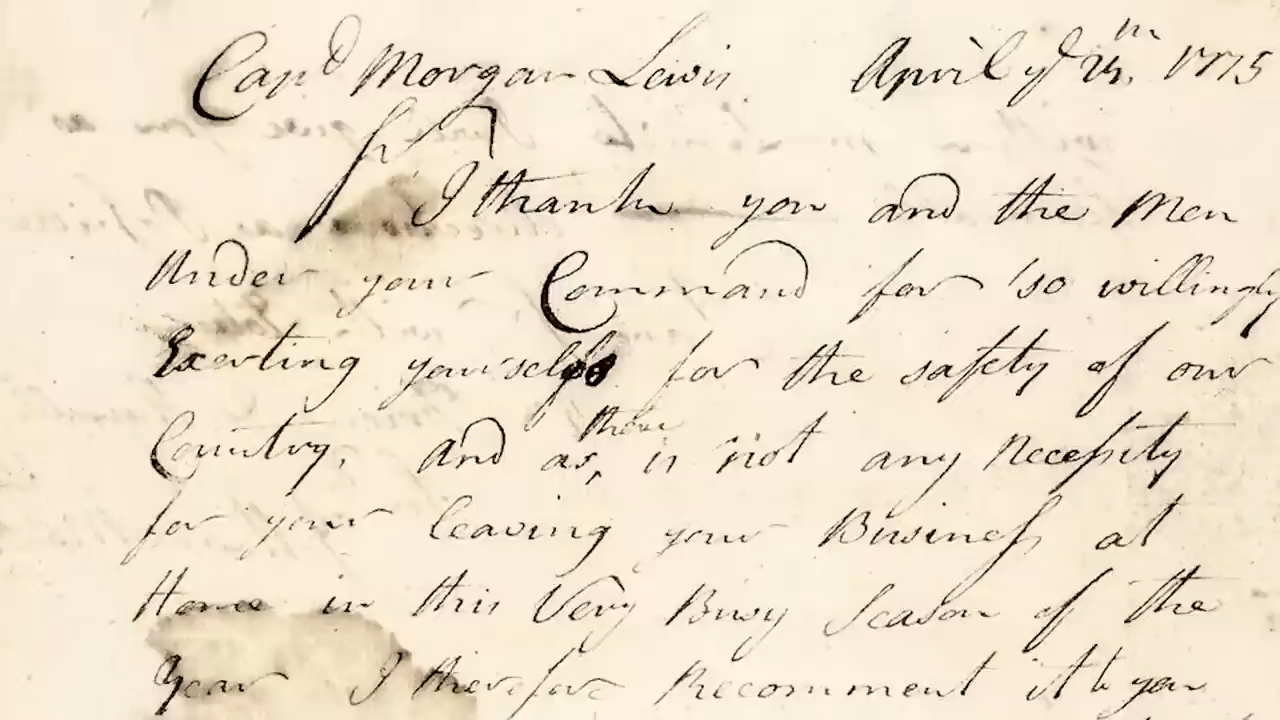 Capᵗ Morgan Lewis April yᵉ 25ᵗʰ, 1775
Sir
I thank you and the Men
Under your Command for so willingly
Exerting yourselfs for the safety of our
Country, and as, there is not any Necessity
for your leaving your Business at
Home in this Very Busy Season of the
Year I therefore Recomment it to you